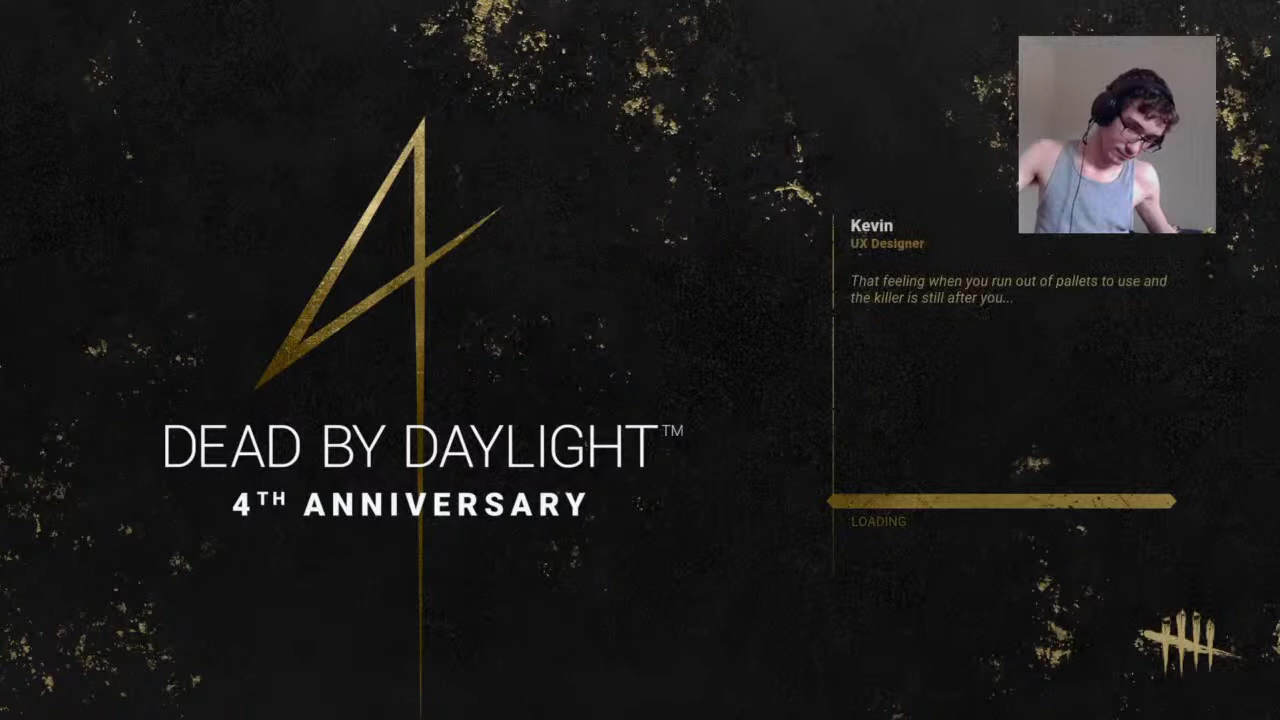 DEAD BY DAYLIGHT™
4TH ANNIVERSARY
Kevin
UX Designer
That feeling when you run out of pallets to use and
the killer is still after you...
LOADING